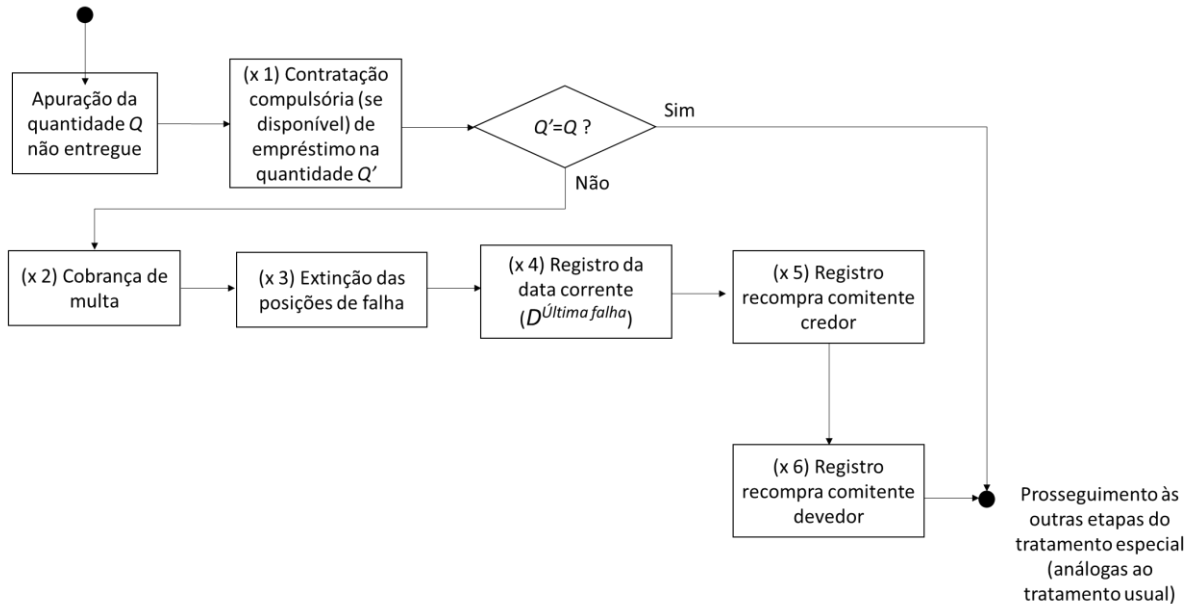 Apuração da
quantidade Q
não entregue
(x 1) Contratação
compulsória (se
disponível) de
empréstimo na
quantidade Q’
Q’=Q ?
Sim
Não
(x 2) Cobrança de
multa
(x 3) Extinção das
posições de falha
(x 4) Registro da
data corrente
(D^Última falha)
(x 5) Registro
recompra comitente
credor
(x 6) Registro
recompra comitente
devedor
Prosseguimento às
outras etapas do
tratamento especial
(análogas ao
tratamento usual)